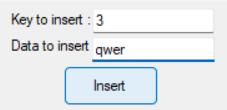 Key to insert : 3
Data to insert qwer
Insert